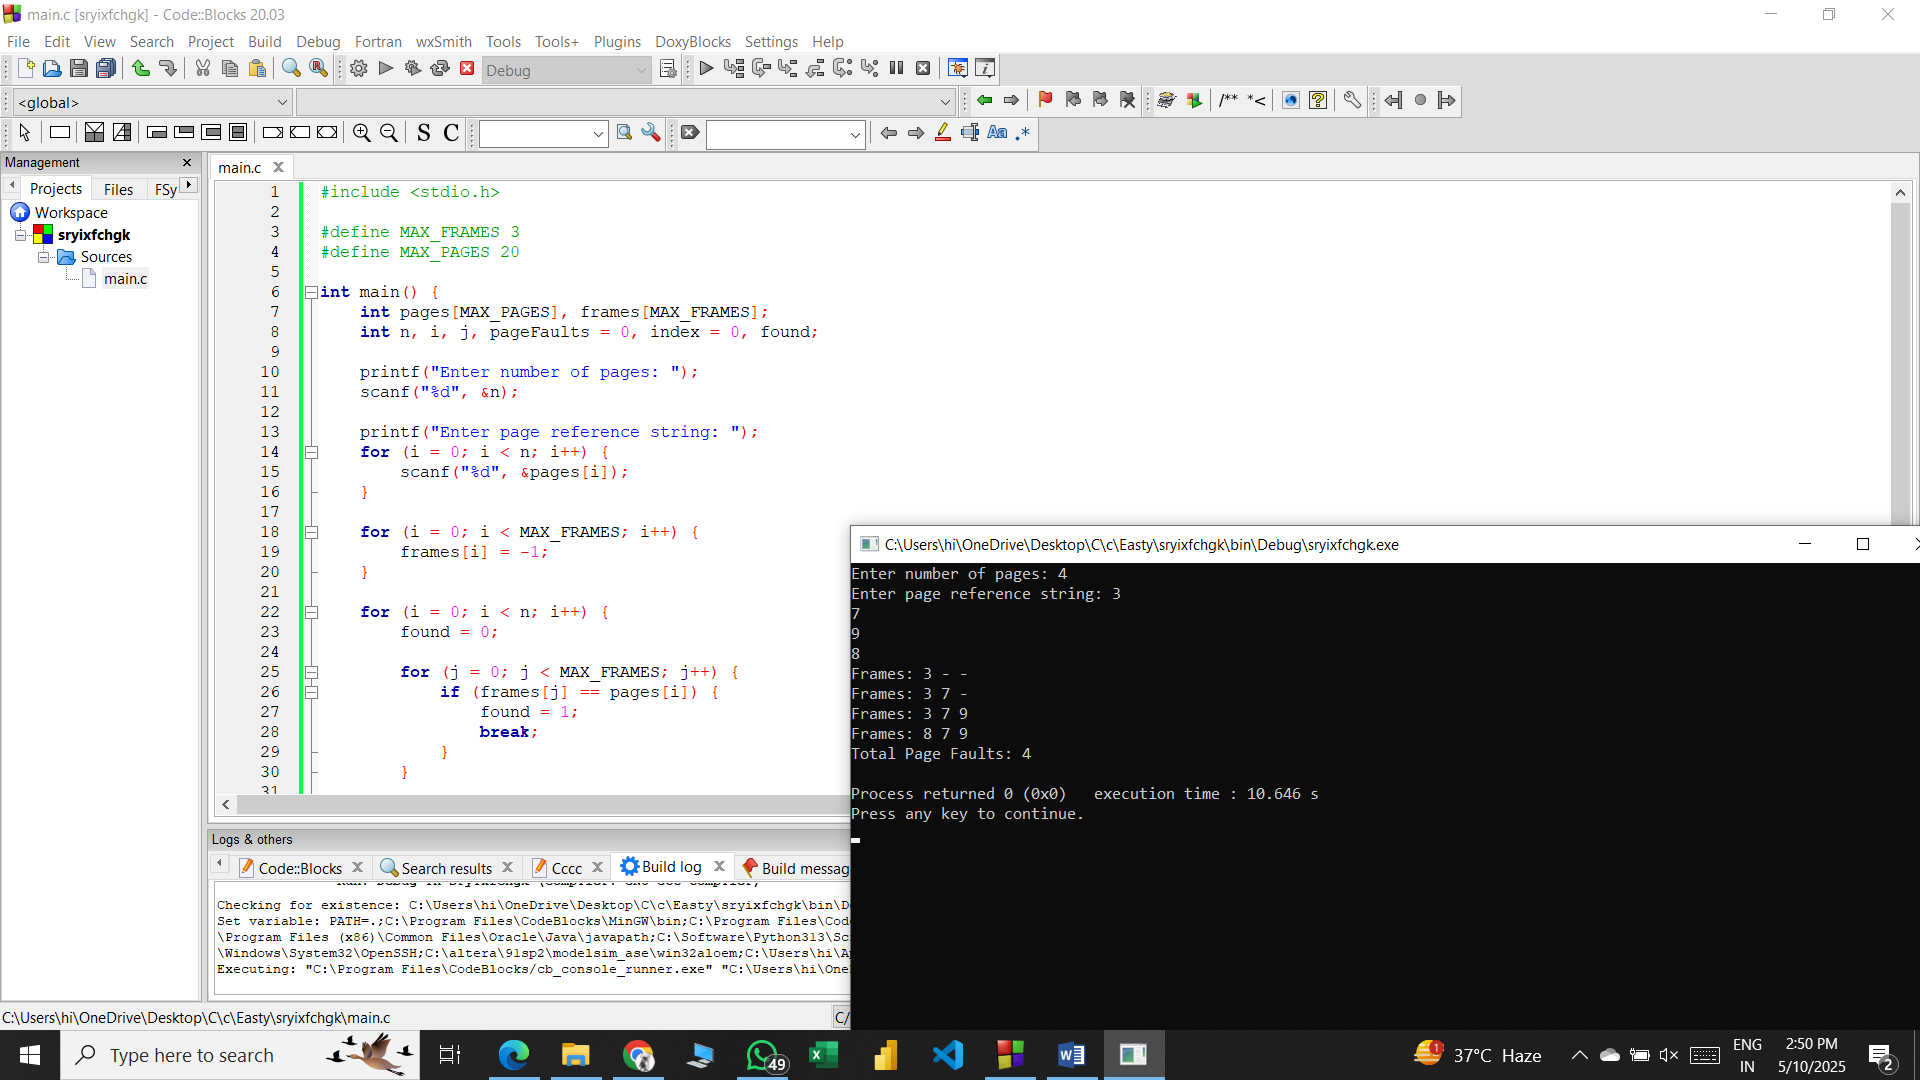 main.c [sryixfchgk] - Code::Blocks 20.03
File Edit View Search Project Build Debug Fortran wxSmith Tools Tools+ Plugins DoxyBlocks Settings Help
Debug
<global>
/** *<
S C
Aa .*
Management
Projects Files FSy
Workspace
sryixfchgk
Sources
main.c
main.c
1 #include <stdio.h>
2
3 #define MAX_FRAMES 3
4 #define MAX_PAGES 20
5
6 int main() {
7 int pages[MAX_PAGES], frames[MAX_FRAMES];
8 int n, i, j, pageFaults = 0, index = 0, found;
9
10 printf("Enter number of pages: ");
11 scanf("%d", &n);
12
13 printf("Enter page reference string: ");
14 for (i = 0; i < n; i++) {
15 scanf("%d", &pages[i]);
16 }
17
18 for (i = 0; i < MAX_FRAMES; i++) {
19 frames[i] = -1;
20 }
21
22 for (i = 0; i < n; i++) {
23 found = 0;
24
25 for (j = 0; j < MAX_FRAMES; j++) {
26 if (frames[j] == pages[i]) {
27 found = 1;
28 break;
29 }
30 }
31
C:\Users\hi\OneDrive\Desktop\C\c\Easty\sryixfchgk\bin\Debug\sryixfchgk.exe
Enter number of pages: 4
Enter page reference string: 3
7
9
8
Frames: 3 - -
Frames: 3 7 -
Frames: 3 7 9
Frames: 8 7 9
Total Page Faults: 4
Process returned 0 (0x0) execution time : 10.646 s
Press any key to continue.
Logs & others
Code::Blocks Search results Cccc Build log Build messag
Checking for existence: C:\Users\hi\OneDrive\Desktop\C\c\Easty\sryixfchgk\bin\D
Set variable: PATH=.;C:\Program Files\CodeBlocks\MinGW\bin;C:\Program Files\Cod
\Program Files (x86)\Common Files\Oracle\Java\javapath;C:\Software\Python313\Sc
\Windows\System32\OpenSSH;C:\altera\91sp2\modelsim_ase\win32aloem;C:\Users\hi\A
Executing: "C:\Program Files\CodeBlocks/cb_console_runner.exe" "C:\Users\hi\One
C:\Users\hi\OneDrive\Desktop\C\c\Easty\sryixfchgk\main.c
C/
Type here to search
49
1
37°C Haze
ENG
IN
2:50 PM
5/10/2025
2